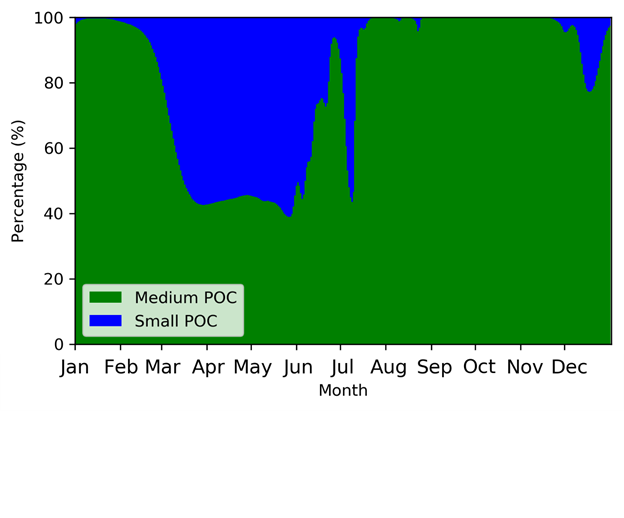 100
80
60
40
20
0
Percentage (%)
Medium POC
Small POC
Jan Feb Mar Apr May Jun Jul Aug Sep Oct Nov Dec
Month